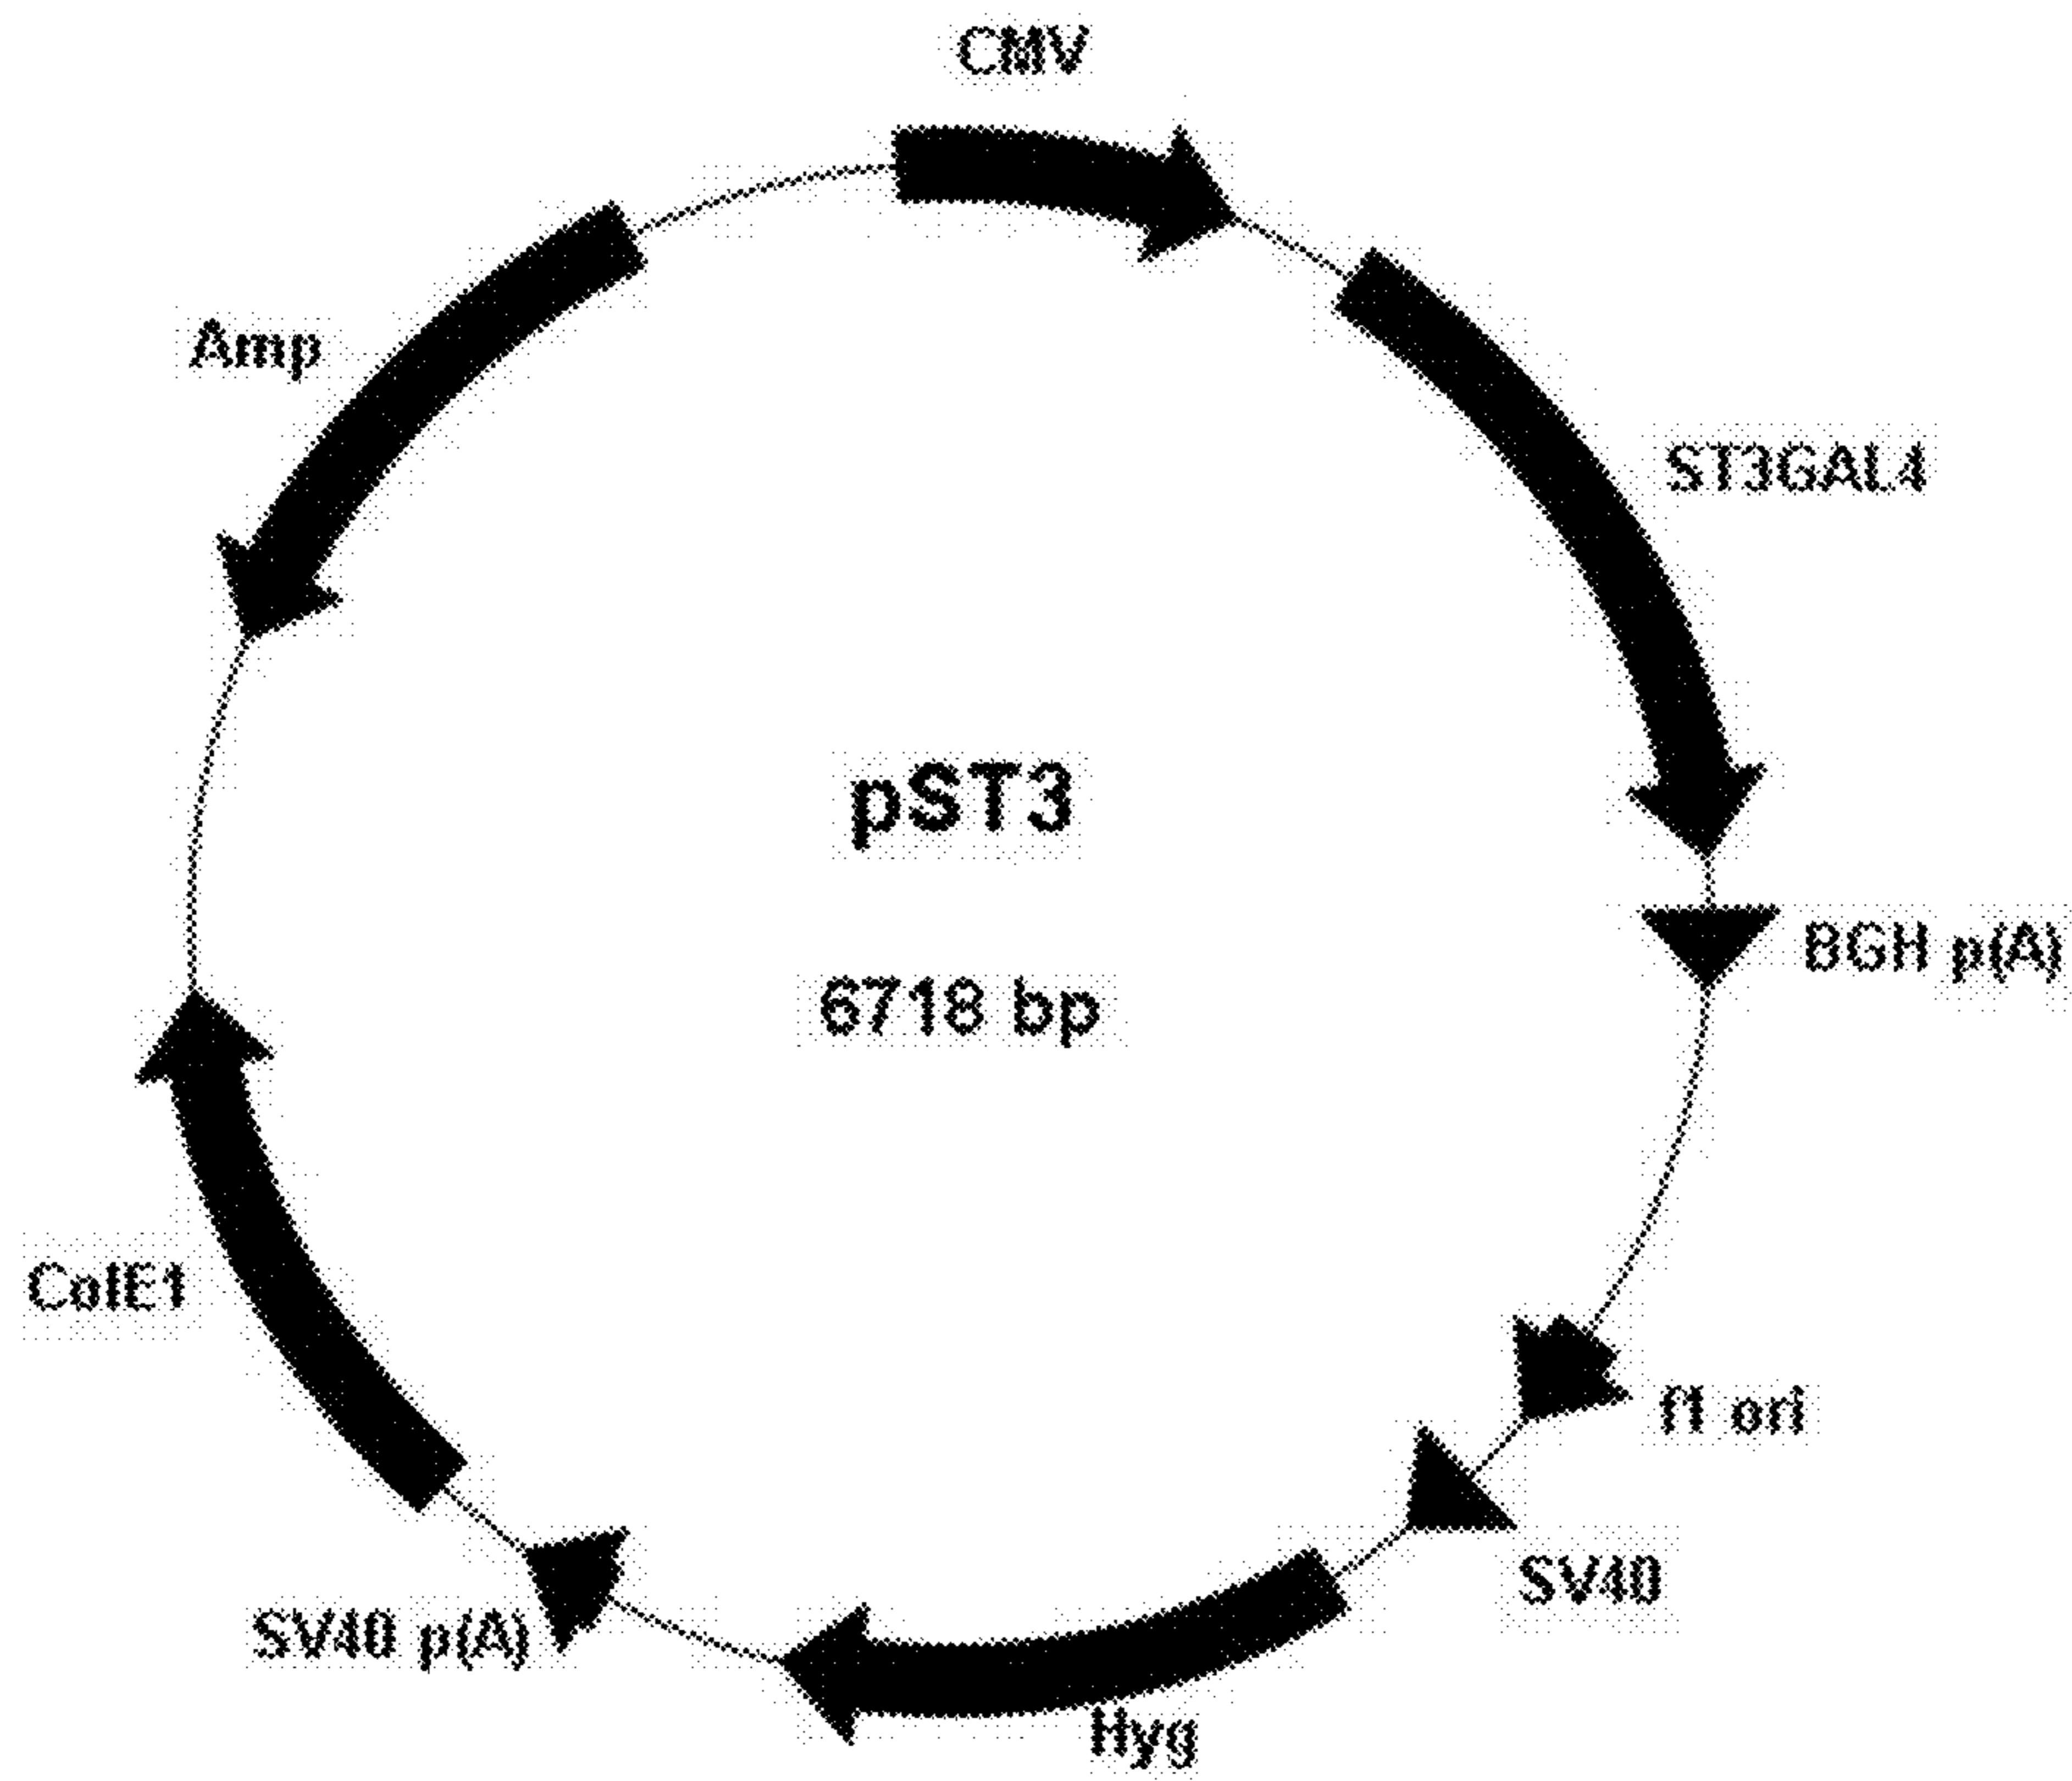 CMV
Amp
ST3GAL4
pST3
BGH p(A)
6718 bp
ColE1
f1 ori
SV40
SV40 p(A)
Hyg